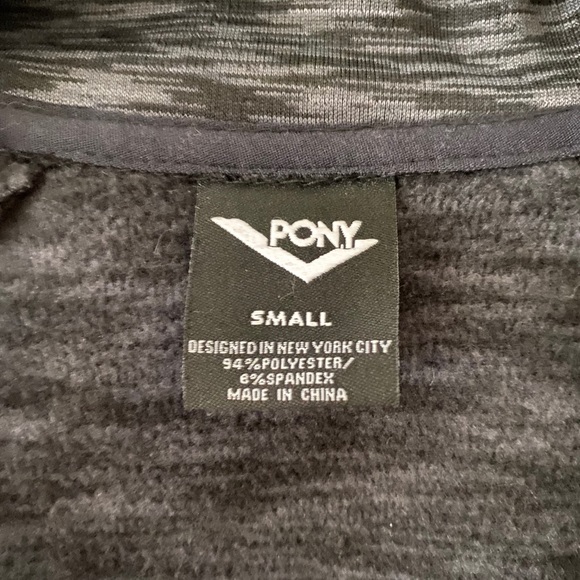 PONY
SMALL
DESIGNED IN NEW YORK CITY
94%POLYESTER/
6%SPANDEX
MADE IN CHINA